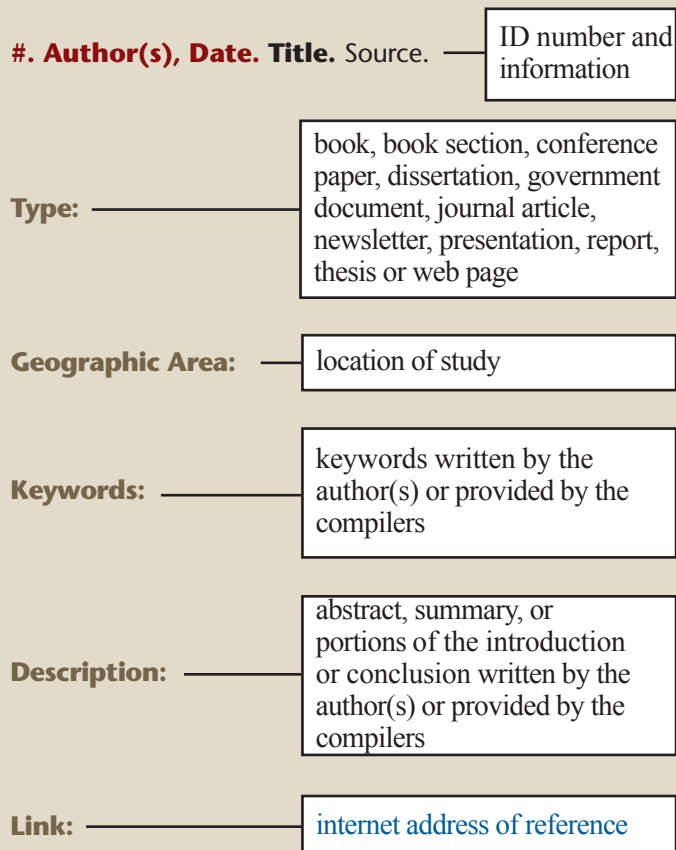 #. Author(s), Date. Title. Source.
ID number and
information
Type:
book, book section, conference
paper, dissertation, government
document, journal article,
newsletter, presentation, report,
thesis or web page
Geographic Area:
location of study
Keywords:
keywords written by the
author(s) or provided by the
compilers
Description:
abstract, summary, or
portions of the introduction
or conclusion written by the
author(s) or provided by the
compilers
Link:
internet address of reference